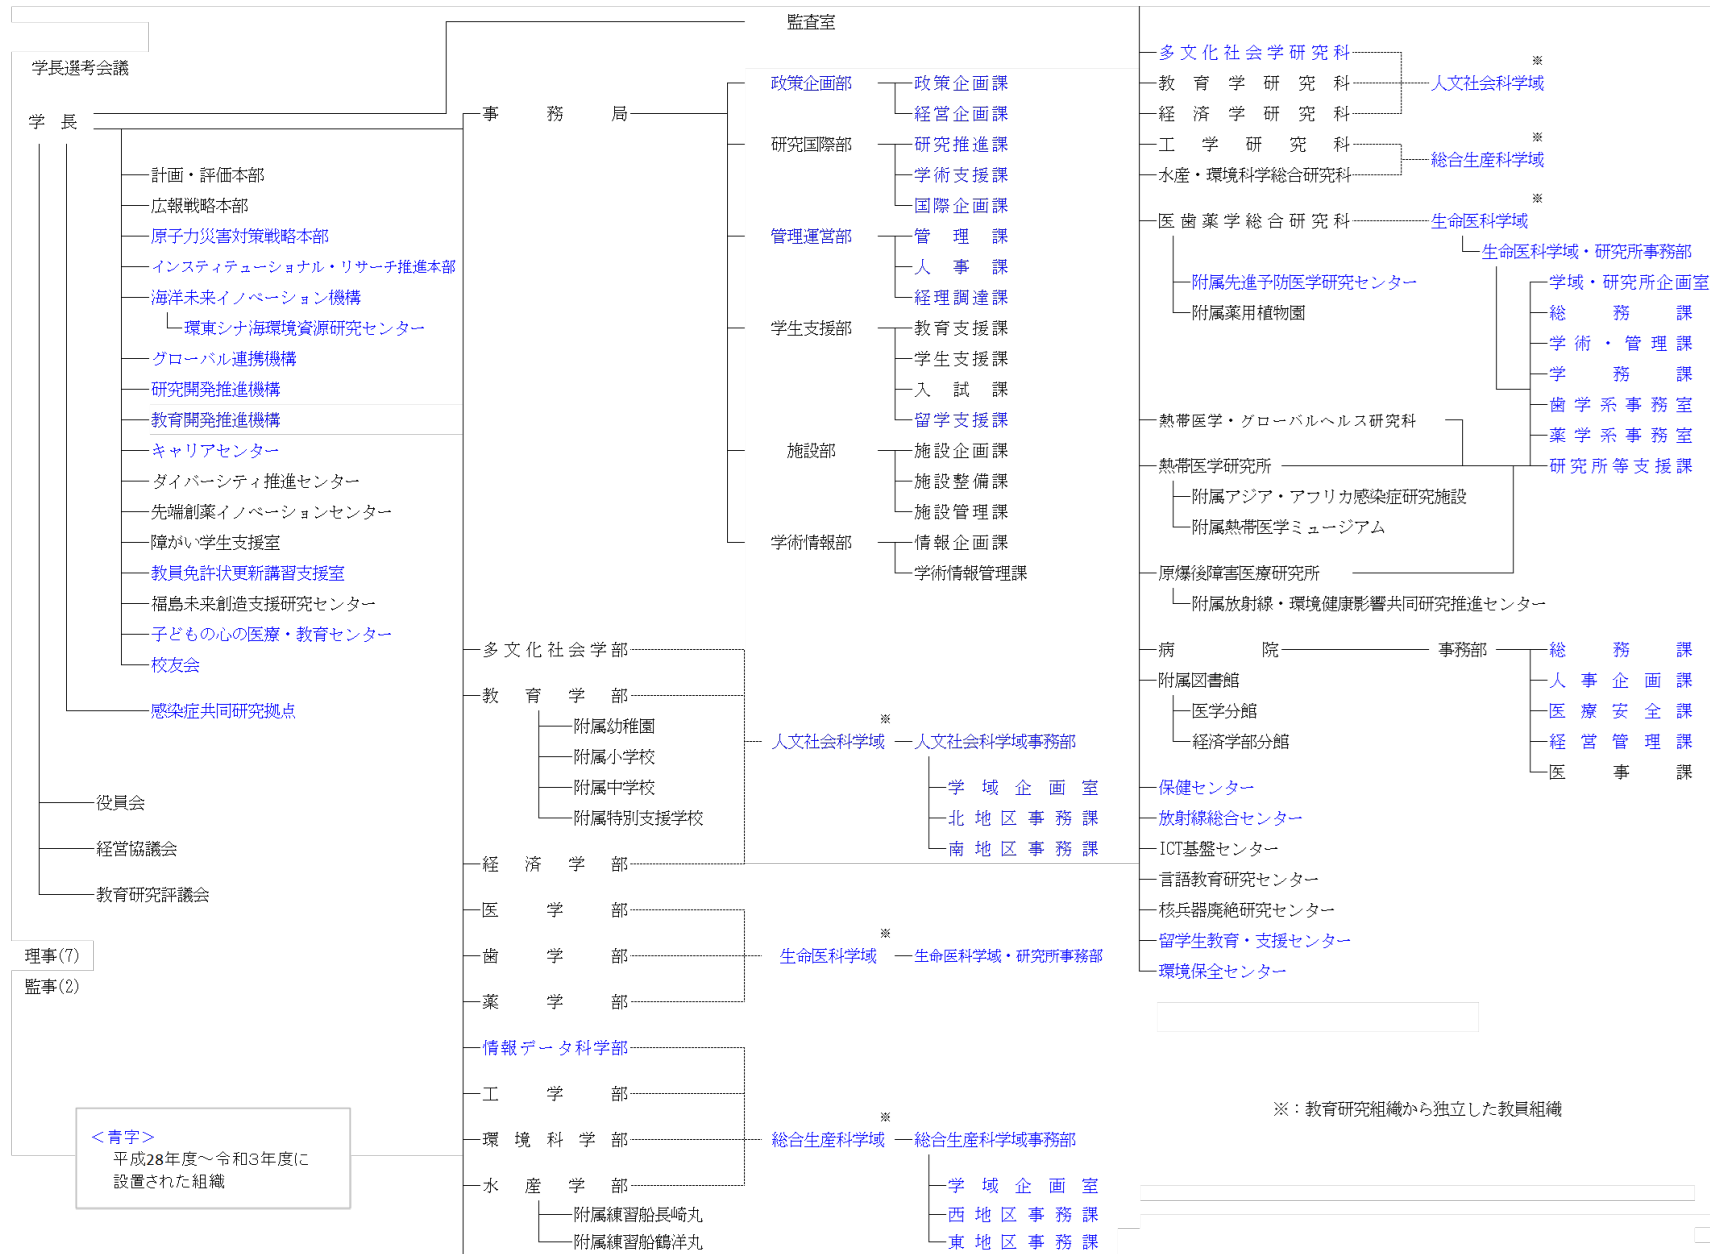 監査室
学長選考会議
学長
計画・評価本部
広報戦略本部
原子力災害対策戦略本部
インスティテューショナル・リサーチ推進本部
海洋未来イノベーション機構
環東シナ海環境資源研究センター
グローバル連携機構
研究開発推進機構
教育開発推進機構
キャリアセンター
ダイバーシティ推進センター
先端創薬イノベーションセンター
障がい学生支援室
教員免許状更新講習支援室
福島未来創造支援研究センター
子どもの心の医療・教育センター
校友会
感染症共同研究拠点
役員会
経営協議会
教育研究評議会
理事(7)
監事(2)
＜青字＞
平成28年度～令和3年度に
設置された組織
事務局
政策企画部
政策企画課
経営企画課
研究国際部
研究推進課
学術支援課
国際企画課
管理運営部
管理課
人事課
経理調達課
学生支援部
教育支援課
学生支援課
入試課
留学支援課
施設部
施設企画課
施設整備課
施設管理課
学術情報部
情報企画課
学術情報管理課
多文化社会学部
教育学部
附属幼稚園
附属小学校
附属中学校
附属特別支援学校
経済学部
※
人文社会科学域
人文社会科学域事務部
学域企画室
北地区事務課
南地区事務課
医学部
歯学部
薬学部
※
生命医科学域
生命医科学域・研究所事務部
情報データ科学部
工学部
環境科学部
水産学部
附属練習船長崎丸
附属練習船鶴洋丸
※
総合生産科学域
総合生産科学域事務部
学域企画室
西地区事務課
東地区事務課
多文化社会学研究科
教育学研究科
経済学研究科
※
人文社会科学域
工学研究科
水産・環境科学総合研究科
※
総合生産科学域
医歯薬学総合研究科
※
生命医科学域
生命医科学域・研究所事務部
附属先進予防医学研究センター
附属薬用植物園
学域・研究所企画室
総務課
学術・管理課
学務課
歯学系事務室
薬学系事務室
研究所等支援課
熱帯医学・グローバルヘルス研究科
熱帯医学研究所
附属アジア・アフリカ感染症研究施設
附属熱帯医学ミュージアム
原爆後障害医療研究所
附属放射線・環境健康影響共同研究推進センター
病院
事務部
総務課
人事企画課
医療安全課
経営管理課
医事課
附属図書館
医学分館
経済学部分館
保健センター
放射線総合センター
ICT基盤センター
言語教育研究センター
核兵器廃絶研究センター
留学生教育・支援センター
環境保全センター
※：教育研究組織から独立した教員組織